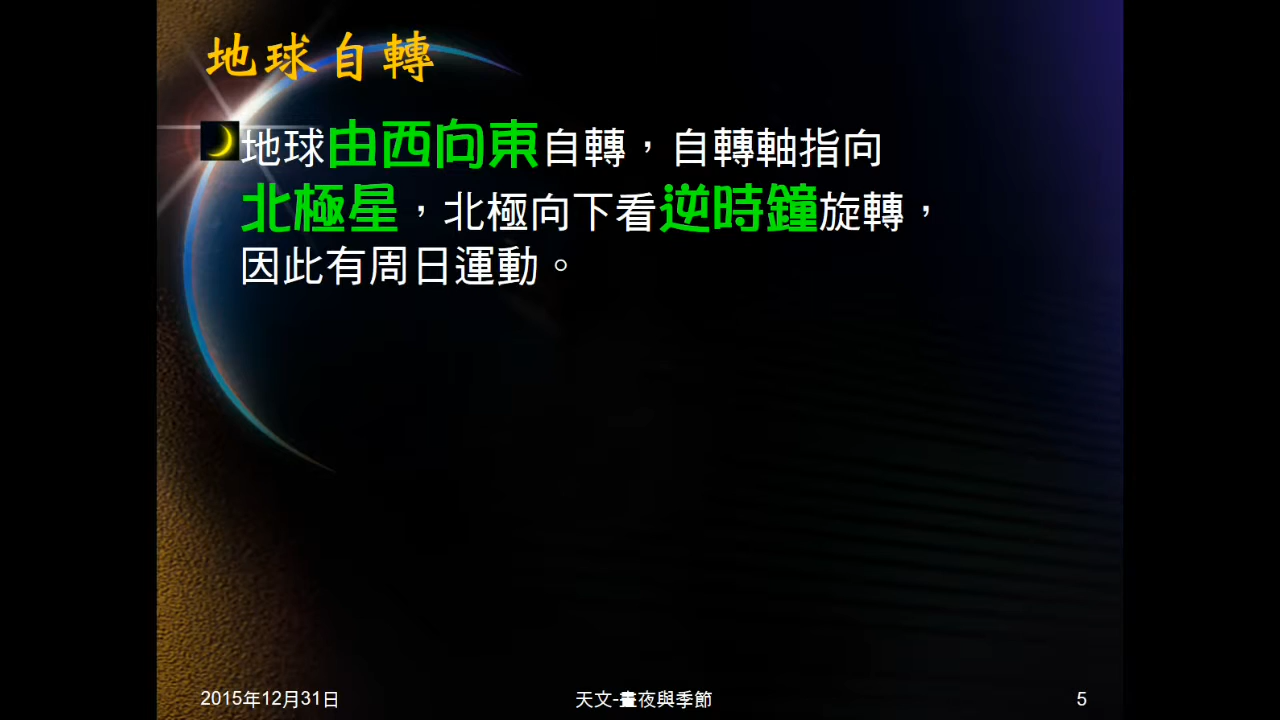 地球自轉
地球由西向東自轉，自轉軸指向
北極星，北極向下看逆時鐘旋轉，
因此有周日運動。
2015年12月31日
天文-晝夜與季節
5